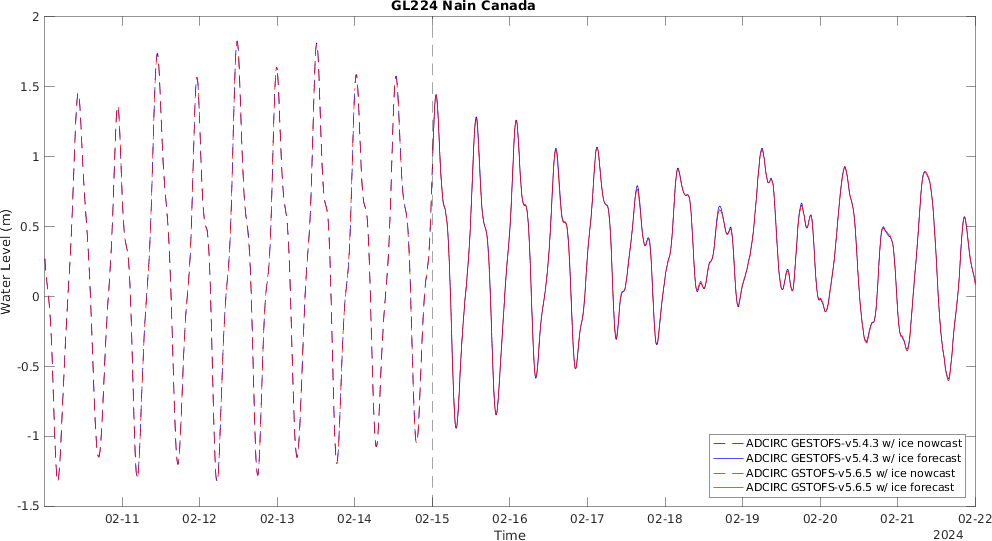 GL224 Nain Canada
2
1.5
1
0.5
0
-0.5
-1
-1.5
Water Level (m)
02-11 02-12 02-13 02-14 02-15 02-16 02-17 02-18 02-19 02-20 02-21 02-22
Time
2024
ADCIRC GESTOFS-v5.4.3 w/ ice nowcast
ADCIRC GESTOFS-v5.4.3 w/ ice forecast
ADCIRC GSTOFS-v5.6.5 w/ ice nowcast
ADCIRC GSTOFS-v5.6.5 w/ ice forecast